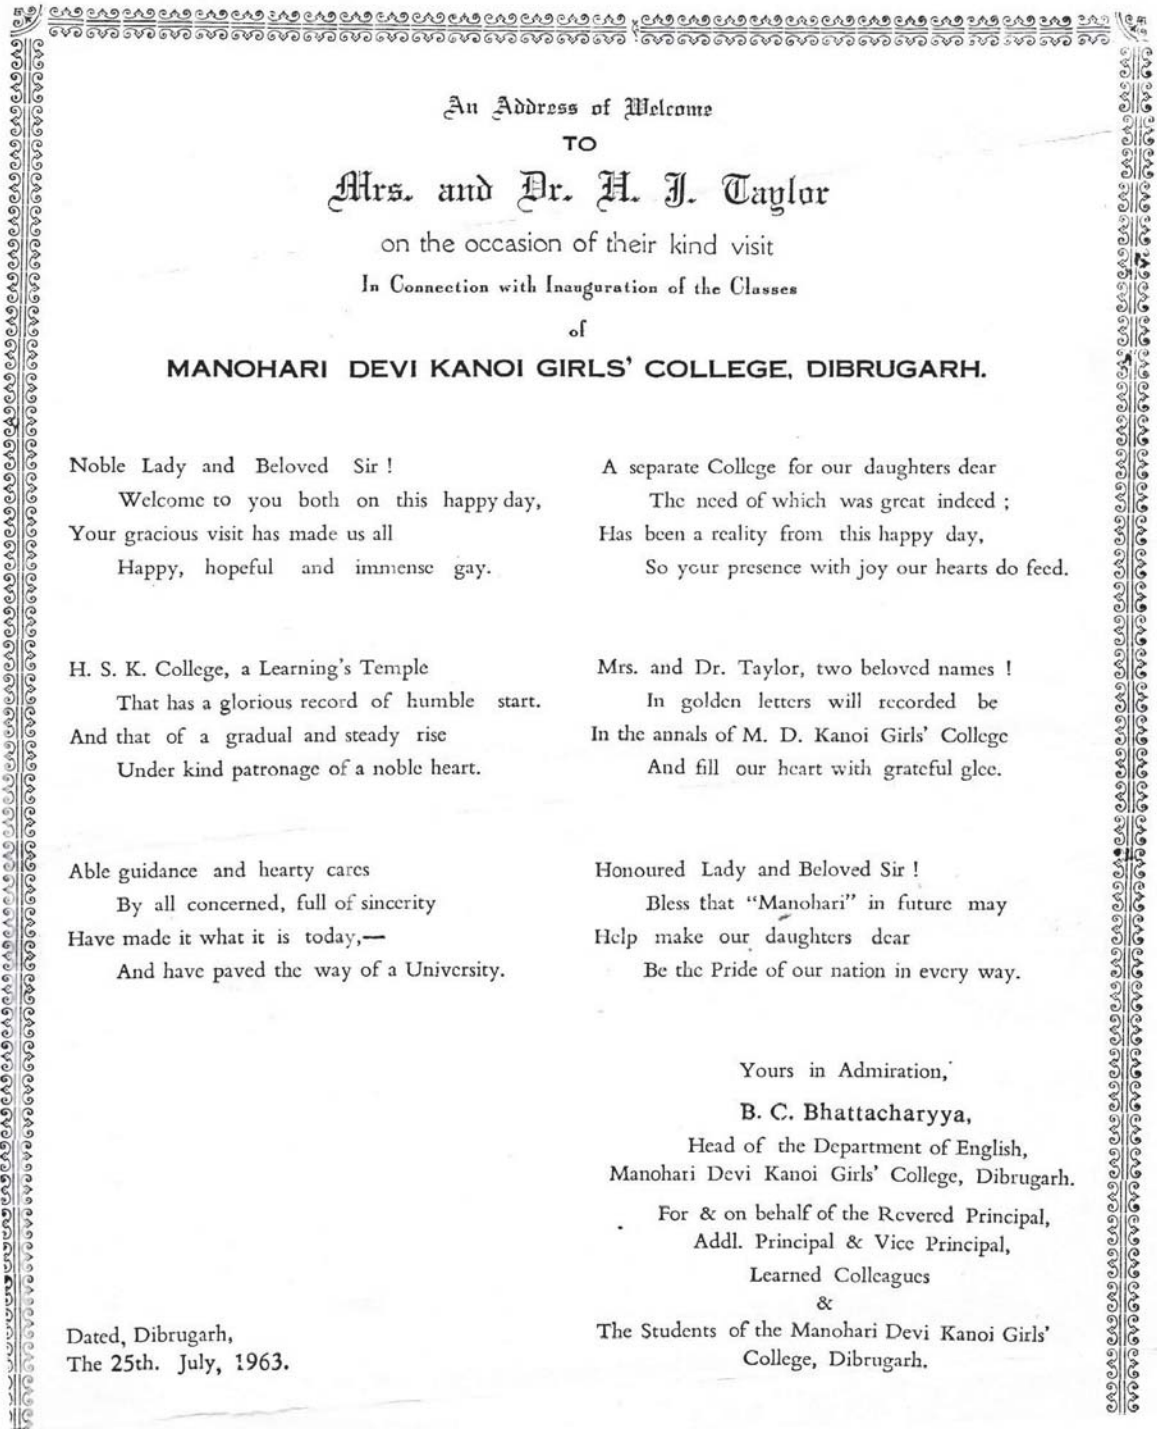 An Address of Welcome
TO
Mrs. and Dr. H. J. Taylor
on the occasion of their kind visit
In Connection with Inauguration of the Classes
of
MANOHARI DEVI KANOI GIRLS' COLLEGE, DIBRUGARH.
Noble Lady and Beloved Sir !
Welcome to you both on this happy day,
Your gracious visit has made us all
Happy, hopeful and immense gay.
H. S. K. College, a Learning's Temple
That has a glorious record of humble start.
And that of a gradual and steady rise
Under kind patronage of a noble heart.
Able guidance and hearty cares
By all concerned, full of sincerity
Have made it what it is today,—
And have paved the way of a University.
A separate College for our daughters dear
The need of which was great indeed ;
Has been a reality from this happy day,
So your presence with joy our hearts do feed.
Mrs. and Dr. Taylor, two beloved names !
In golden letters will recorded be
In the annals of M. D. Kanoi Girls' College
And fill our heart with grateful glee.
Honoured Lady and Beloved Sir !
Bless that "Manohari" in future may
Help make our daughters dear
Be the Pride of our nation in every way.
Yours in Admiration,
B. C. Bhattacharyya,
Head of the Department of English,
Manohari Devi Kanoi Girls' College, Dibrugarh.
For & on behalf of the Revered Principal,
Addl. Principal & Vice Principal,
Learned Colleagues
&
The Students of the Manohari Devi Kanoi Girls'
College, Dibrugarh.
Dated, Dibrugarh,
The 25th. July, 1963.